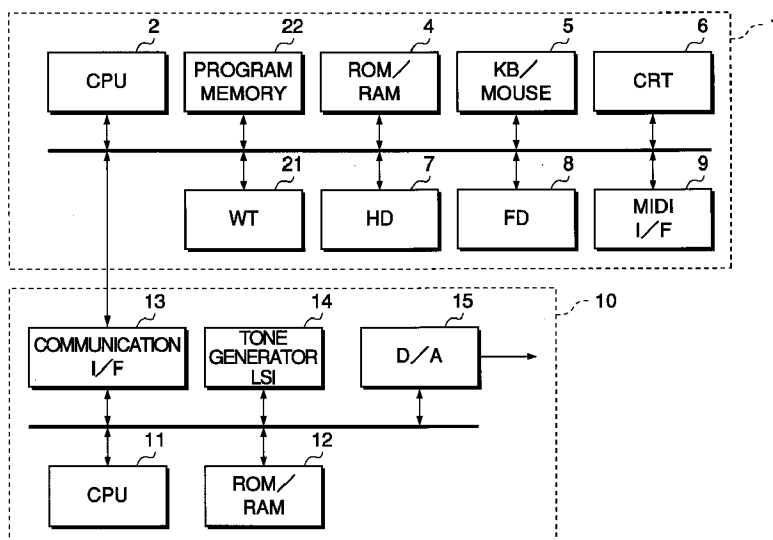 2
22
4
5
6
CPU
PROGRAM
MEMORY
ROM/
RAM
KB/
MOUSE
CRT
21
7
8
9
WT
HD
FD
MIDI
I/F
13
14
15
10
COMMUNICATION
I/F
TONE
GENERATOR
LSI
D/A
11
12
CPU
ROM/
RAM